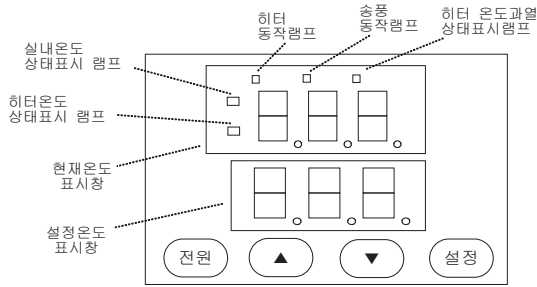 히터
동작램프
송풍
동작램프
히터 온도과열
상태표시램프
실내온도
상태표시 램프
히터온도
상태표시 램프
현재온도
표시창
설정온도
표시창
전원
▲
▼
설정